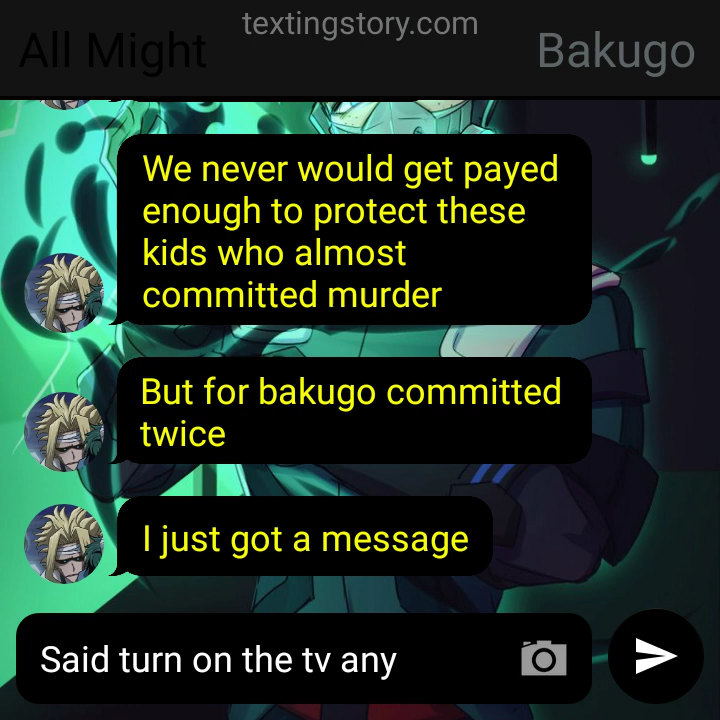 textingstory.com
All Might
Bakugo
We never would get payed
enough to protect these
kids who almost
committed murder
But for bakugo committed
twice
I just got a message
Said turn on the tv any